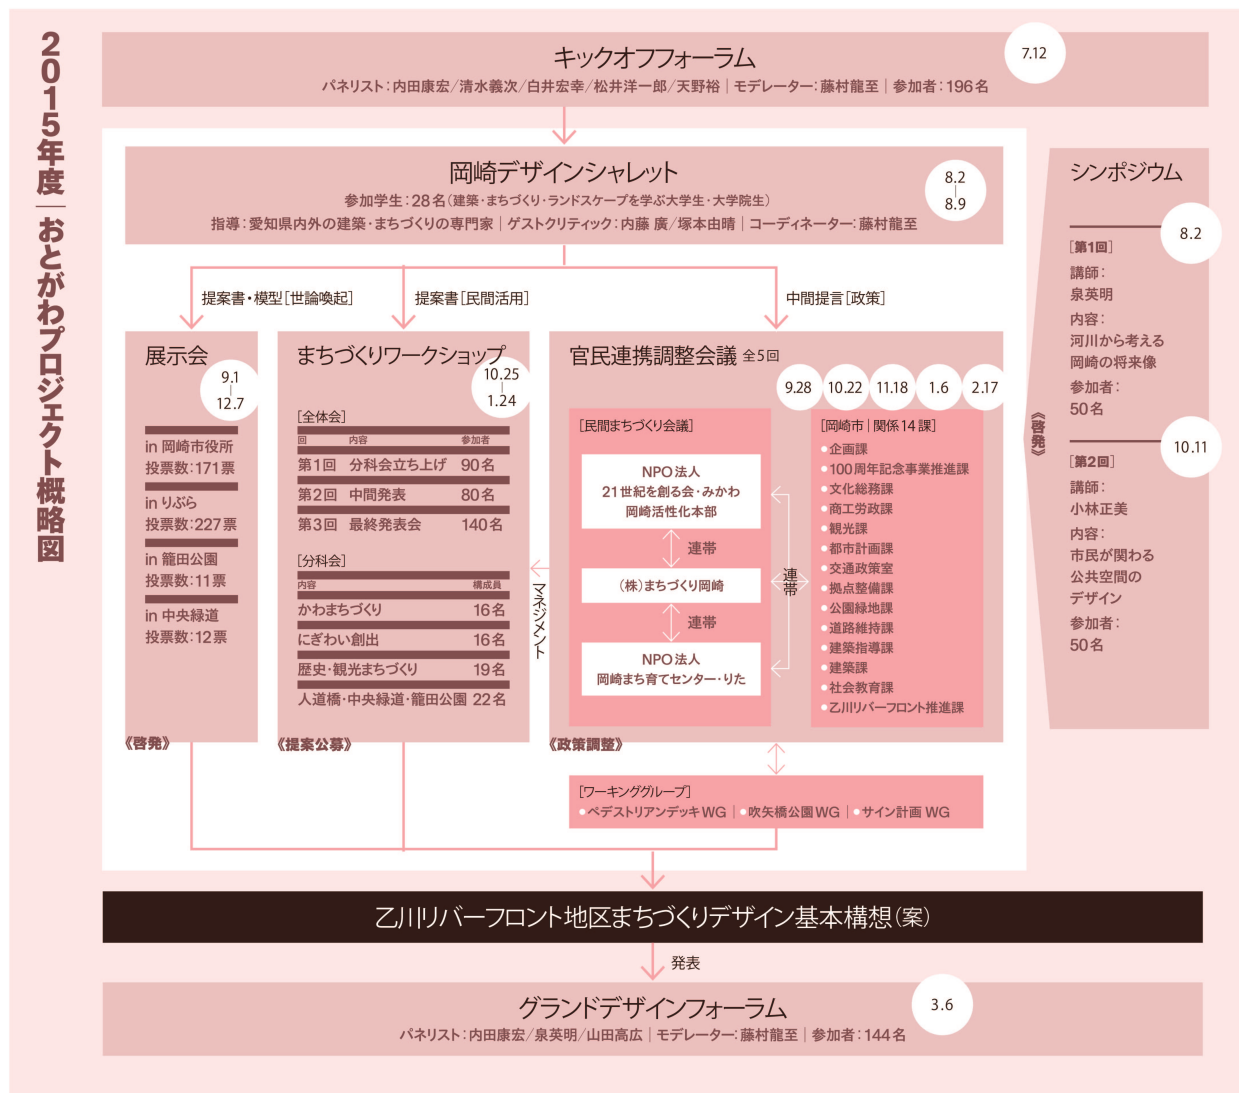 2015年度｜おとがわプロジェクト概略図
キックオフフォーラム
7.12
パネリスト：内田康宏/清水義次/白井宏幸/松井洋一郎/天野裕｜モデレーター：藤村龍至｜参加者：196名
岡崎デザインシャレット
8.2
8.9
参加学生：28名（建築・まちづくり・ランドスケープを学ぶ大学生・大学院生）
指導：愛知県内外の建築・まちづくりの専門家｜ゲストクリティック：内藤 廣/塚本由晴｜コーディネーター：藤村龍至
提案書・模型［世論喚起］
提案書［民間活用］
中間提言［政策］
展示会
9.1
12.7
in 岡崎市役所
投票数：171票
in りぶら
投票数：227票
in 籠田公園
投票数：11票
in 中央緑道
投票数：12票
《啓発》
まちづくりワークショップ
10.25
1.24
［全体会］
回 内容 参加者
第1回 分科会立ち上げ 90名
第2回 中間発表 80名
第3回 最終発表会 140名
［分科会］
内容 構成員
かわまちづくり 16名
にぎわい創出 16名
歴史・観光まちづくり 19名
人道橋・中央緑道・籠田公園 22名
《提案公募》
マネジメント
官民連携調整会議 全5回
9.28
10.22
11.18
1.6
2.17
［民間まちづくり会議］
NPO法人
21世紀を創る会・みかわ
岡崎活性化本部
連帯
（株）まちづくり岡崎
連帯
NPO法人
岡崎まち育てセンター・りた
連帯
［岡崎市｜関係14課］
・企画課
・100周年記念事業推進課
・文化総務課
・商工労政課
・観光課
・都市計画課
・交通政策室
・拠点整備課
・公園緑地課
・道路維持課
・建築指導課
・建築課
・社会教育課
・乙川リバーフロント推進課
《政策調整》
［ワーキンググループ］
・ペデストリアンデッキWG｜・吹矢橋公園WG｜・サイン計画 WG
《啓発》
シンポジウム
8.2
［第1回］
講師：
泉英明
内容：
河川から考える
岡崎の将来像
参加者：
50名
10.11
［第2回］
講師：
小林正美
内容：
市民が関わる
公共空間の
デザイン
参加者：
50名
乙川リバーフロント地区まちづくりデザイン基本構想（案）
発表
グランドデザインフォーラム
3.6
パネリスト：内田康宏/泉英明/山田高広｜モデレーター：藤村龍至｜参加者：144名